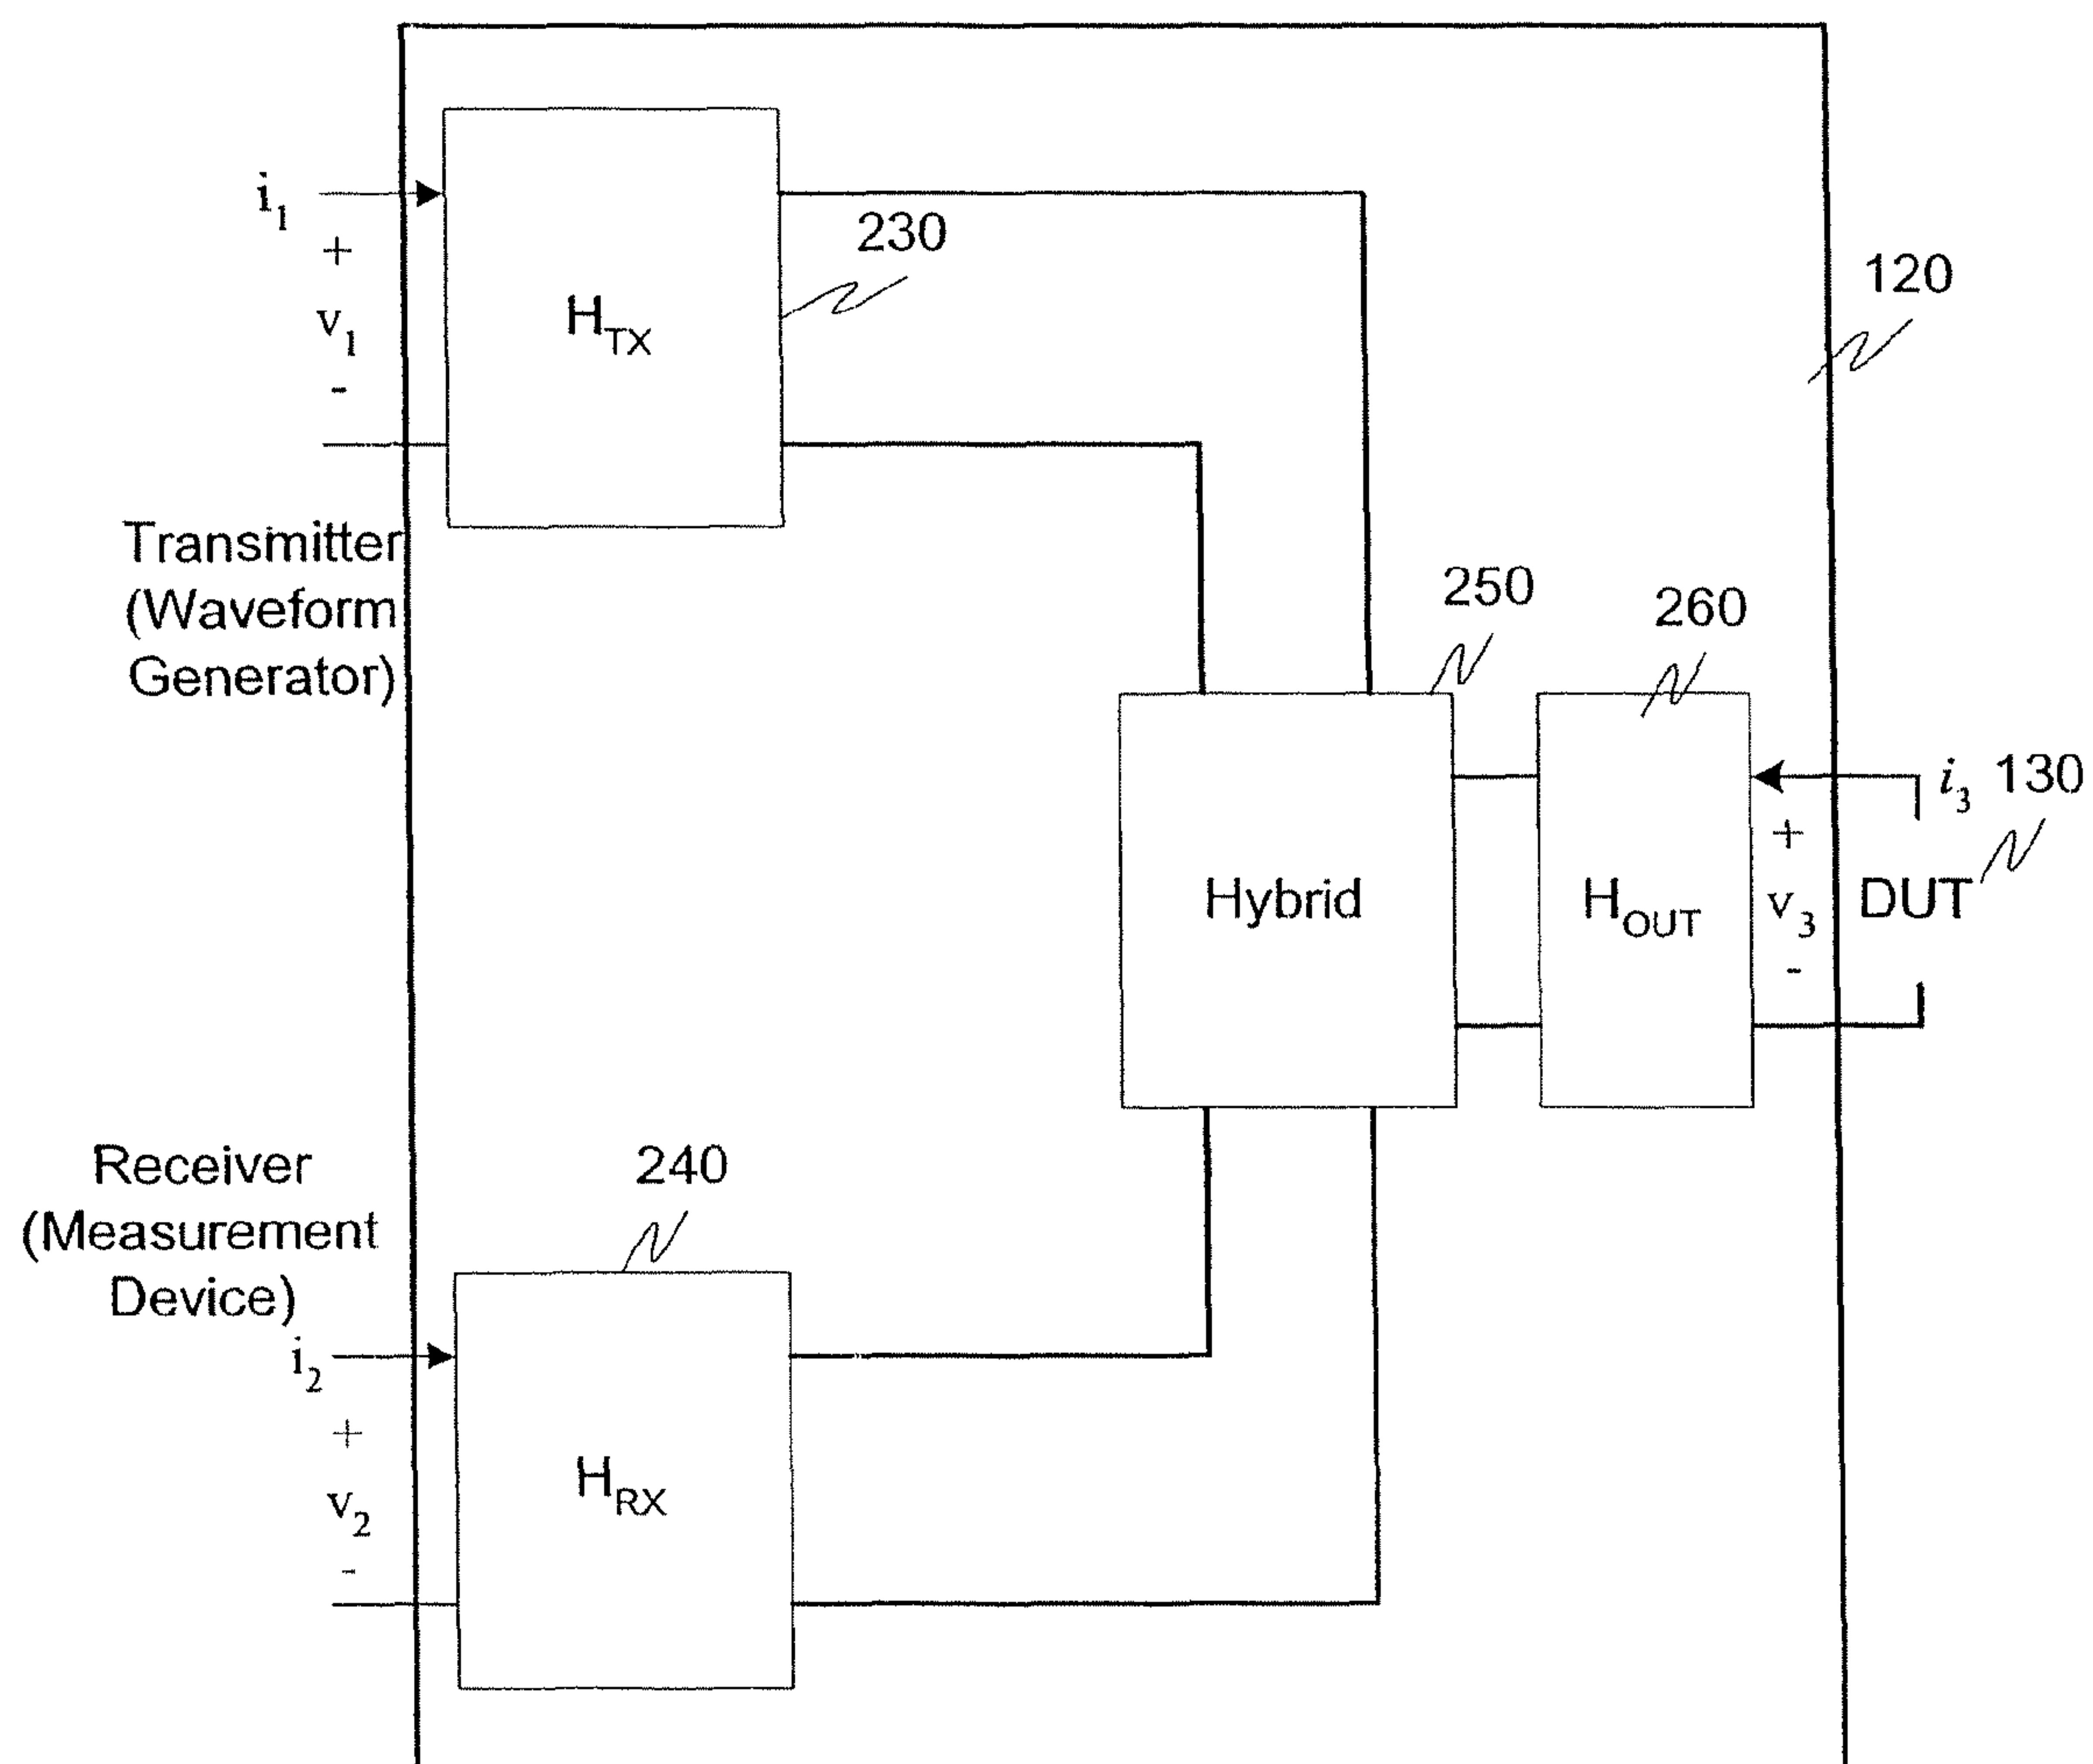 i1
+
v1
-
HTX
230
120
Transmitter
(Waveform
Generator)
250
260
Hybrid
HOUT
i3 130
+
v3
-
DUT
Receiver
(Measurement
Device)
240
i2
+
v2
-
HRX